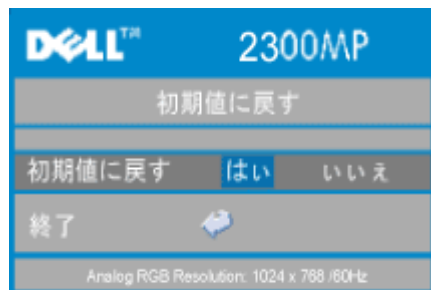 DELL™ 2300MP
初期値に戻す
初期値に戻す はい いいえ
終了
Analog RGB Resolution: 1024 x 768 /60Hz